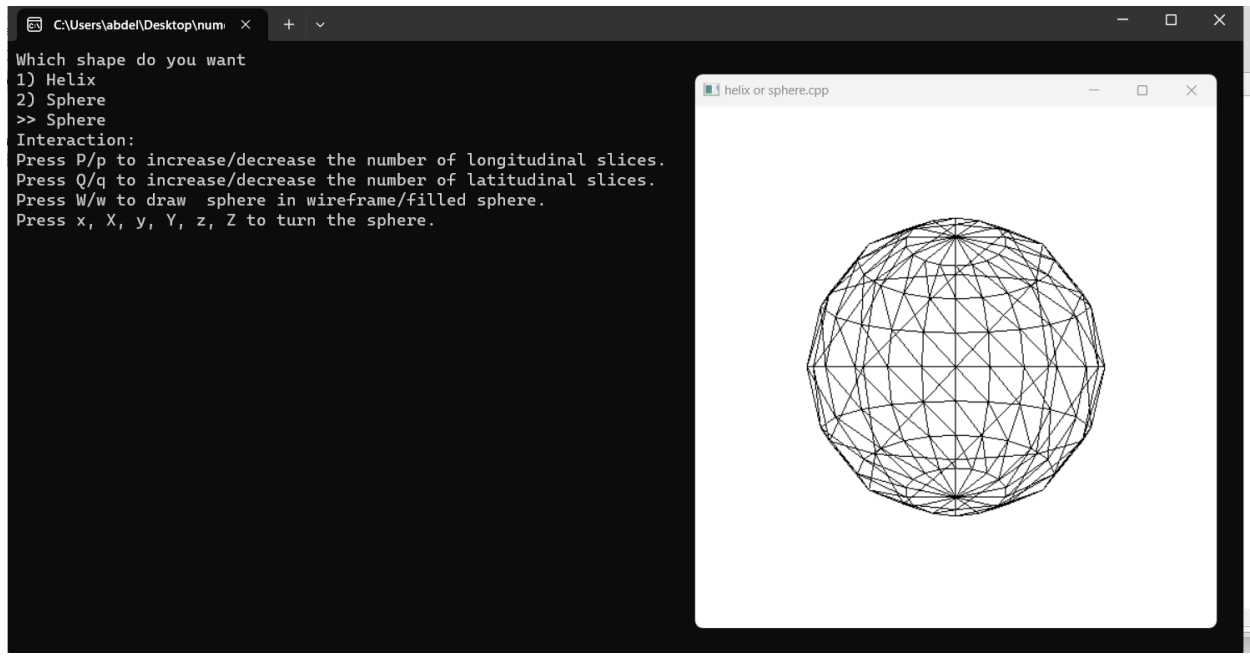 C:\Users\abdel\Desktop\num
Which shape do you want
1) Helix
2) Sphere
>> Sphere
Interaction:
Press P/p to increase/decrease the number of longitudinal slices.
Press Q/q to increase/decrease the number of latitudinal slices.
Press W/w to draw  sphere in wireframe/filled sphere.
Press x, X, y, Y, z, Z to turn the sphere.
helix or sphere.cpp